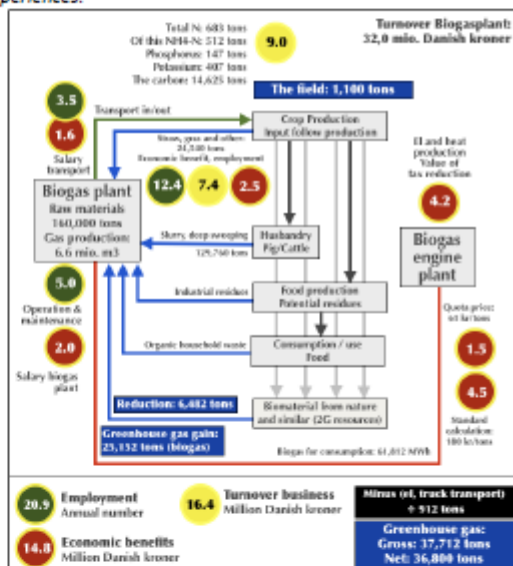 periences.
Total N: 683 tons
Of this NH4-N: 512 tons
Phosphorus: 147 tons
Potassium: 407 tons
The carbon: 14,625 tons
9.0
Turnover Biogasplant:
32,0 mio. Danish kroner
The field: 1,100 tons
3.5
Transport in/out
1.6
Salary
transport
Crop Production
Input follow production
Straw, gras and others:
Economic benefit, employment
12.4
7.4
2.5
El and heat
production
Value of
tax reduction
4.2
Biogas plant
Raw materials
160,000 tons
Gas production:
6.6 mio. m3
Slurry, deep sweeping
129,760 tons
Husbandry
Pig/Cattle
Biogas
engine
plant
5.0
Operation &
maintenance
Industrial residues
Food production
Potential residues
Quota price:
61 kr/tons
2.0
Salary biogas
plant
Organic household waste
Consumption / use
Food
1.5
4.5
Standard
calculation:
180 kr/tons
Reduction: 6,482 tons
Biomaterial from nature
and similar (2G resources)
Greenhouse gas gain:
25,152 tons (biogas)
Biogas for consumption: 61,812 MWh
20.9
Employment
Annual number
16.4
Turnover business
Million Danish kroner
Minus (el, truck transport)
÷ 912 tons
14.8
Economic benefits
Million Danish kroner
Greenhouse gas:
Gross: 37,712 tons
Net: 36,800 tons